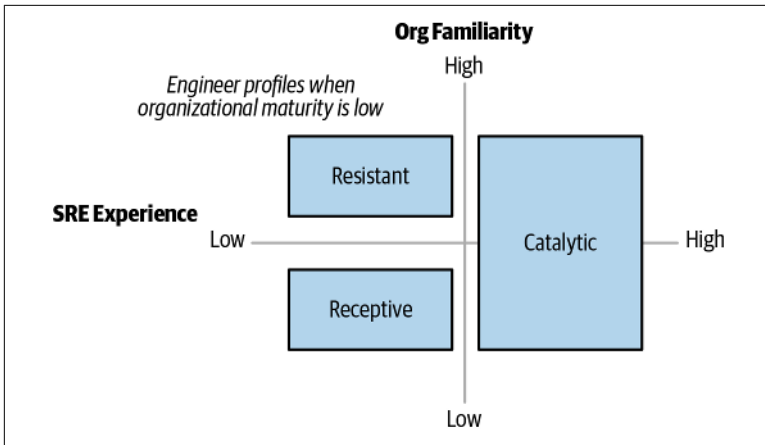 Org Familiarity
High
Engineer profiles when
organizational maturity is low
Resistant
SRE Experience
Low
Catalytic
High
Receptive
Low